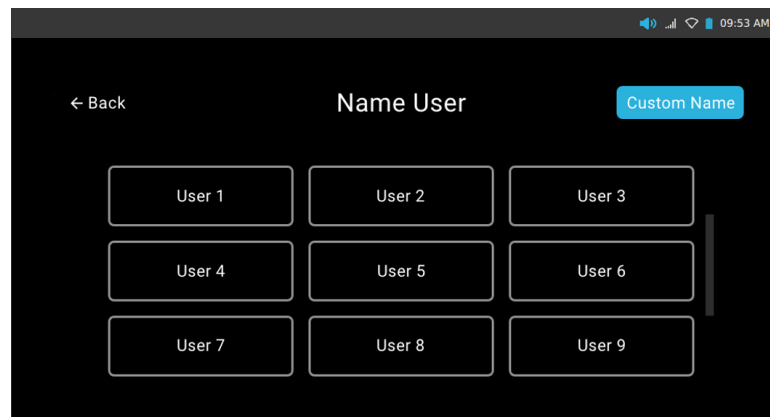 09:53 AM
← Back
Name User
Custom Name
User 1
User 2
User 3
User 4
User 5
User 6
User 7
User 8
User 9